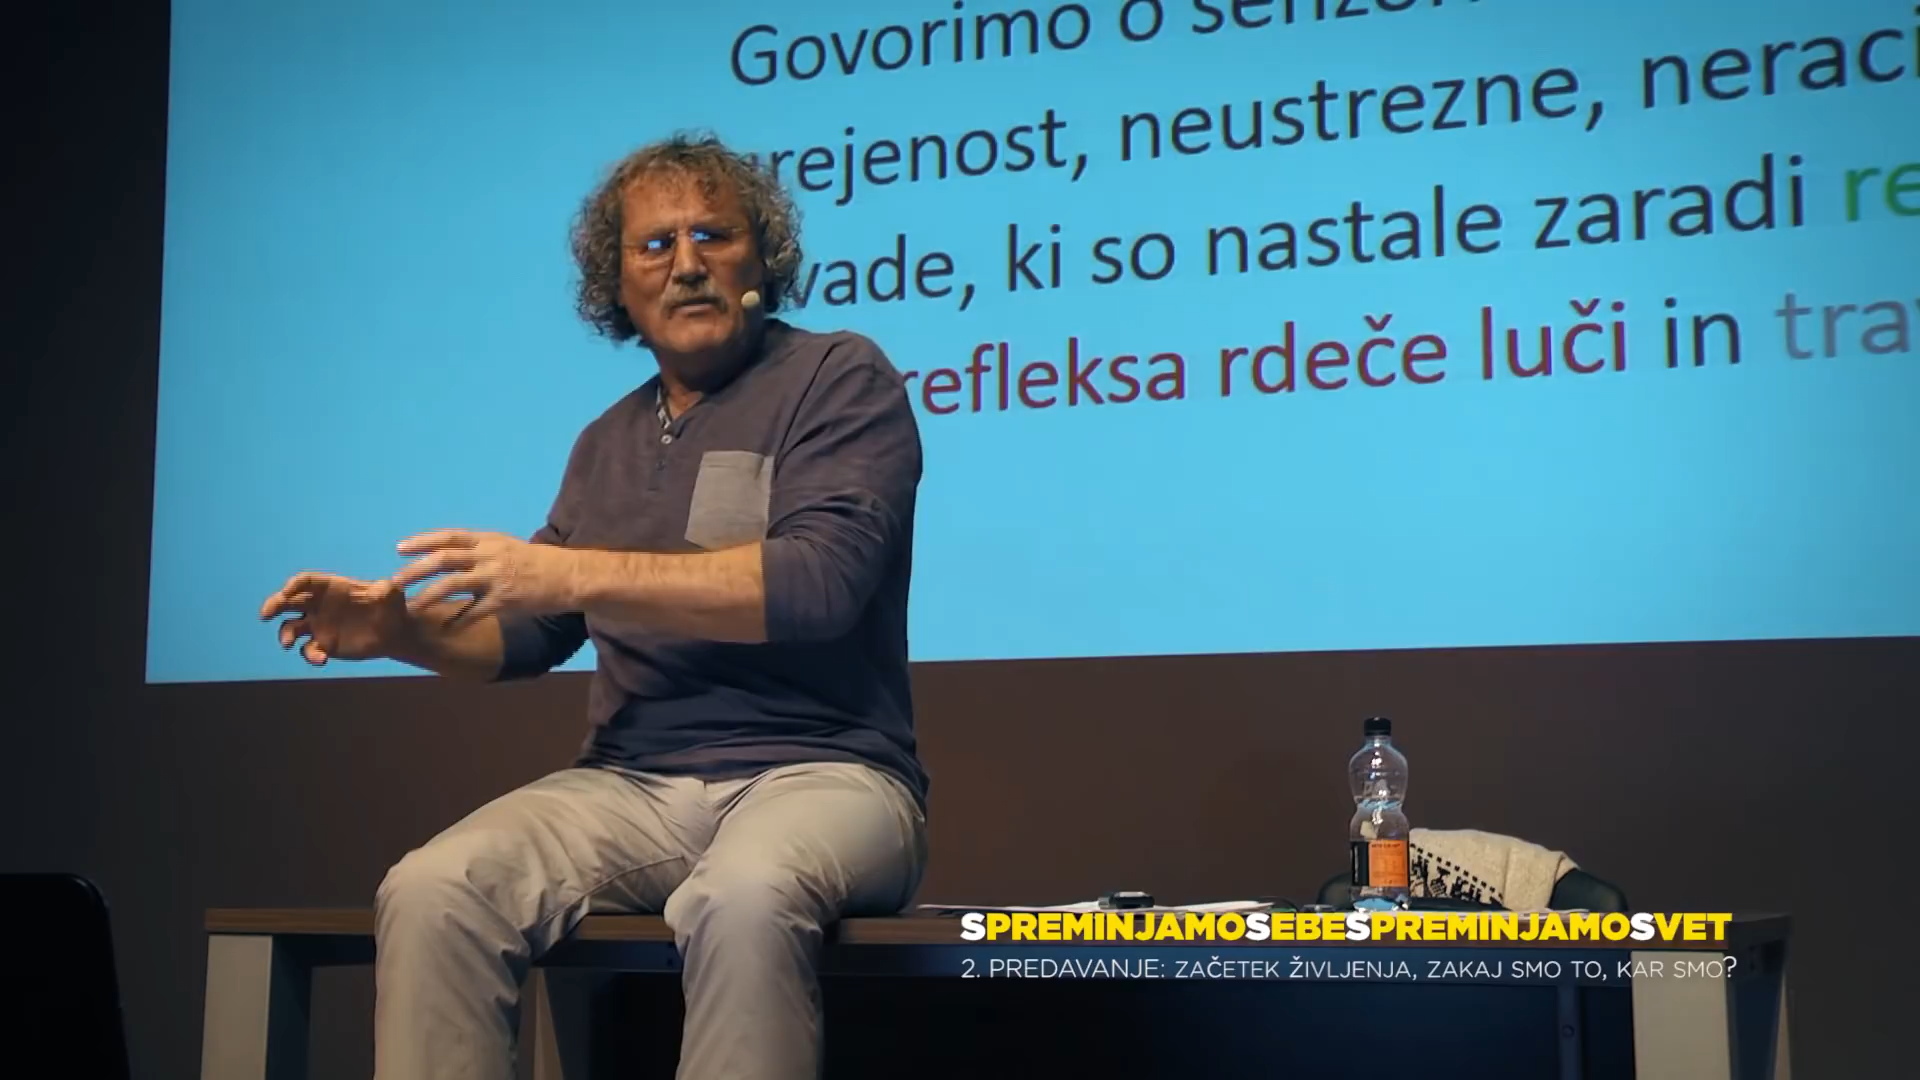 Govorimo o
rejenost, neustrezne,
vade, ki so nastale zaradi
refleksa rdeče luči in
SPREMINJAMOSEBESPREMINJAMOSVET
2. PREDAVANJE: ZAČETEK ŽIVLJENJA, ZAKAJ SMO TO, KAR SMO?